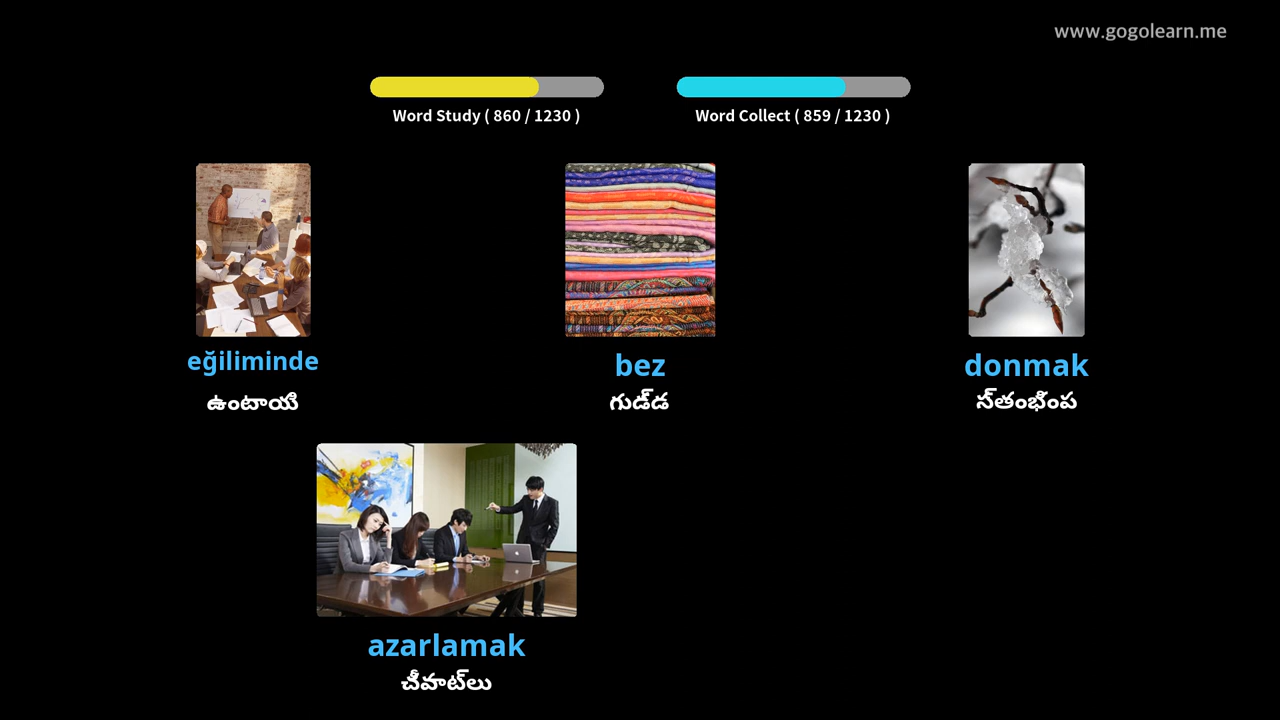 www.gogolearn.me
Word Study ( 860 / 1230 )
Word Collect ( 859 / 1230 )
eğiliminde
ఉంటాయి
bez
గుడ్డ
donmak
స్తంభింప
azarlamak
చీవాట్లు